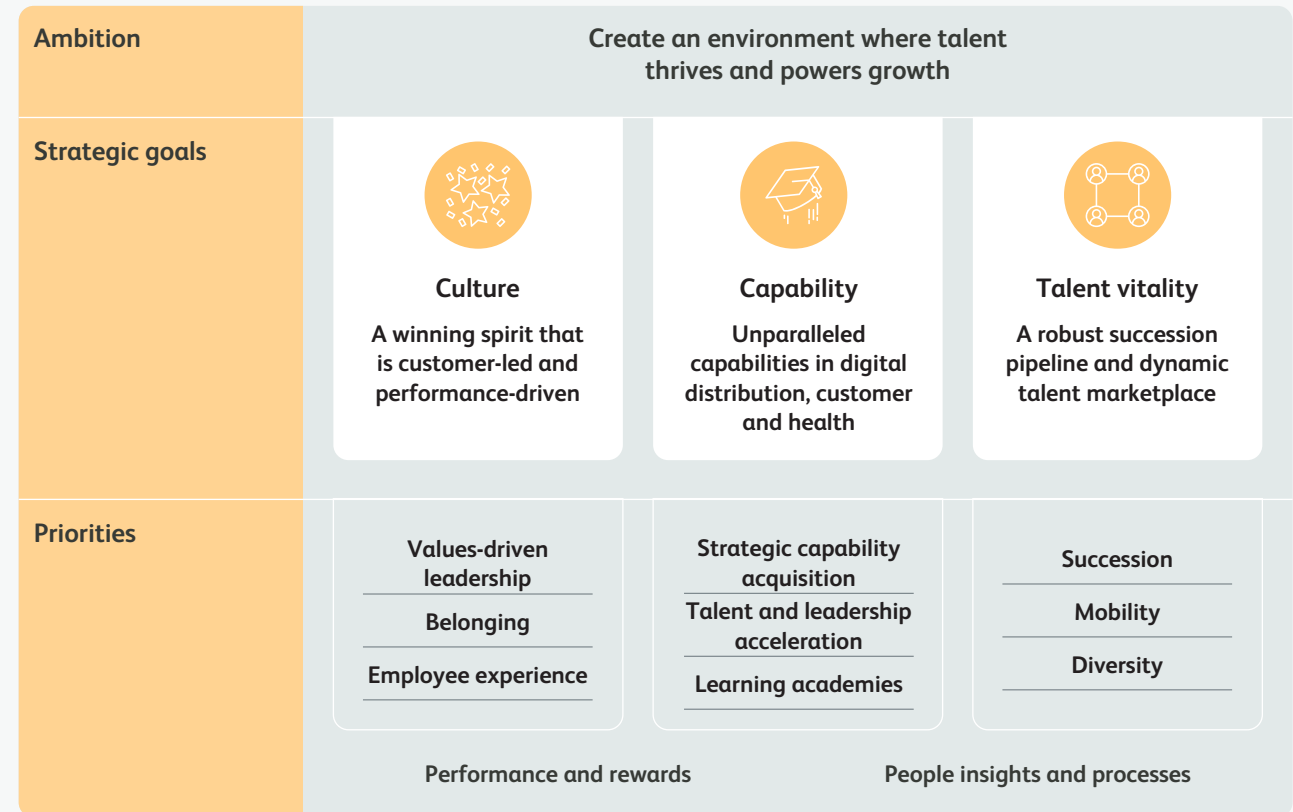 Ambition
Create an environment where talent
thrives and powers growth
Strategic goals
Culture
A winning spirit that
is customer-led and
performance-driven
Capability
Unparalleled
capabilities in digital
distribution, customer
and health
Talent vitality
A robust succession
pipeline and dynamic
talent marketplace
Priorities
Values-driven
leadership
Belonging
Employee experience
Strategic capability
acquisition
Talent and leadership
acceleration
Learning academies
Succession
Mobility
Diversity
Performance and rewards
People insights and processes